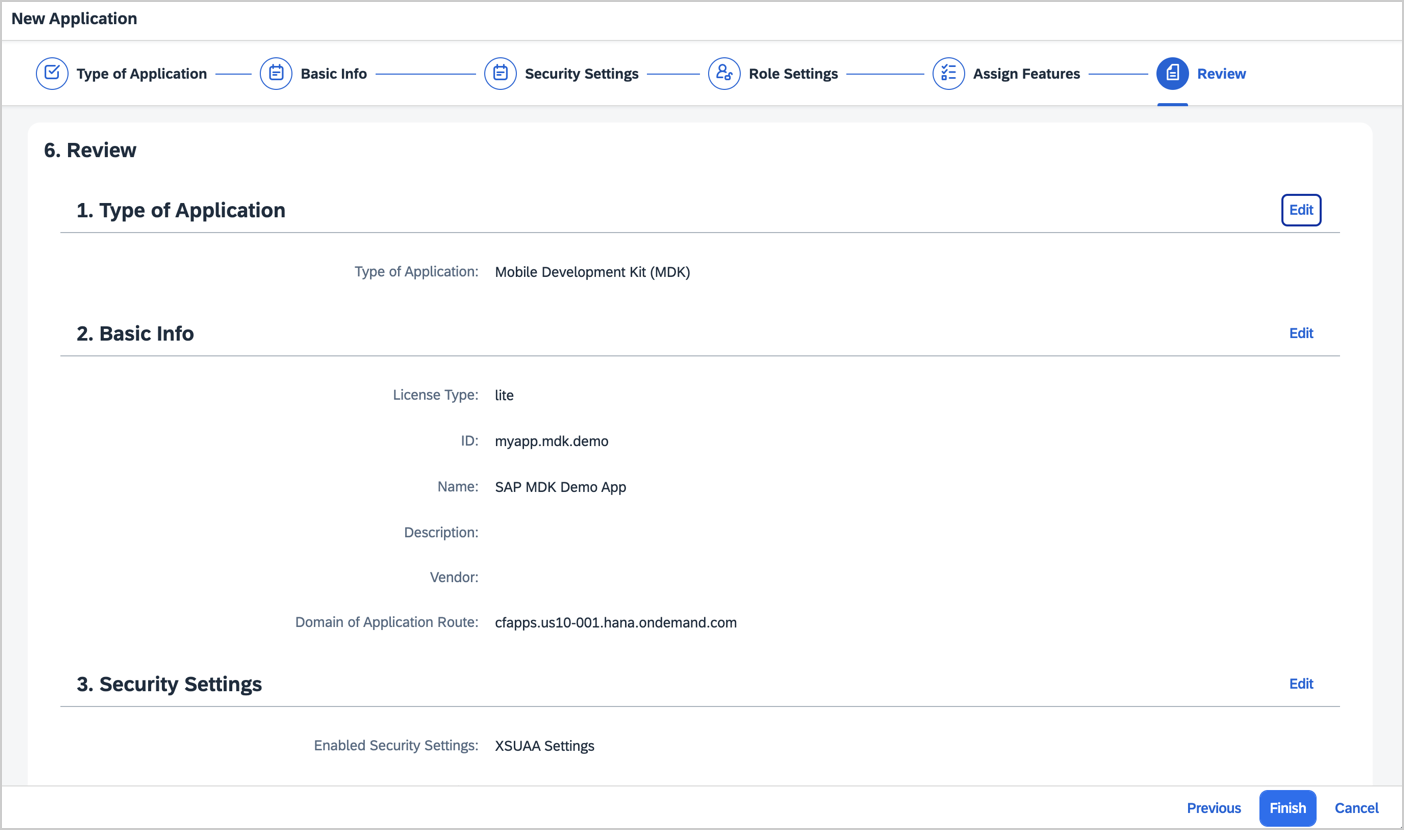 New Application
Type of Application Basic Info Security Settings Role Settings Assign Features Review
6. Review
1. Type of Application Edit
Type of Application: Mobile Development Kit (MDK)
2. Basic Info Edit
License Type: lite
ID: myapp.mdk.demo
Name: SAP MDK Demo App
Description:
Vendor:
Domain of Application Route: cfapps.us10-001.hana.ondemand.com
3. Security Settings Edit
Enabled Security Settings: XSUAA Settings
Previous Finish Cancel